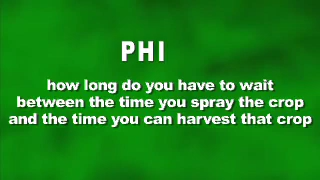 PHI
how long do you have to wait
between the time you spray the crop
and the time you can harvest that crop